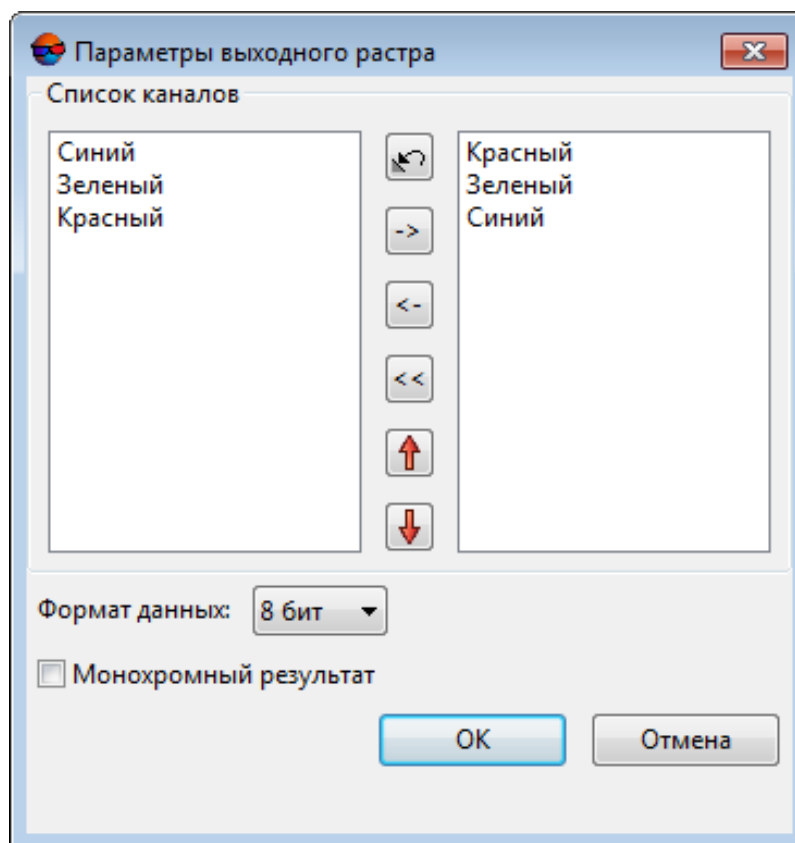 Параметры выходного растра
Список каналов
Синий
Зеленый
Красный
->
<-
<<
Красный
Зеленый
Синий
Формат данных: 8 бит
Монохромный результат
OK Отмена